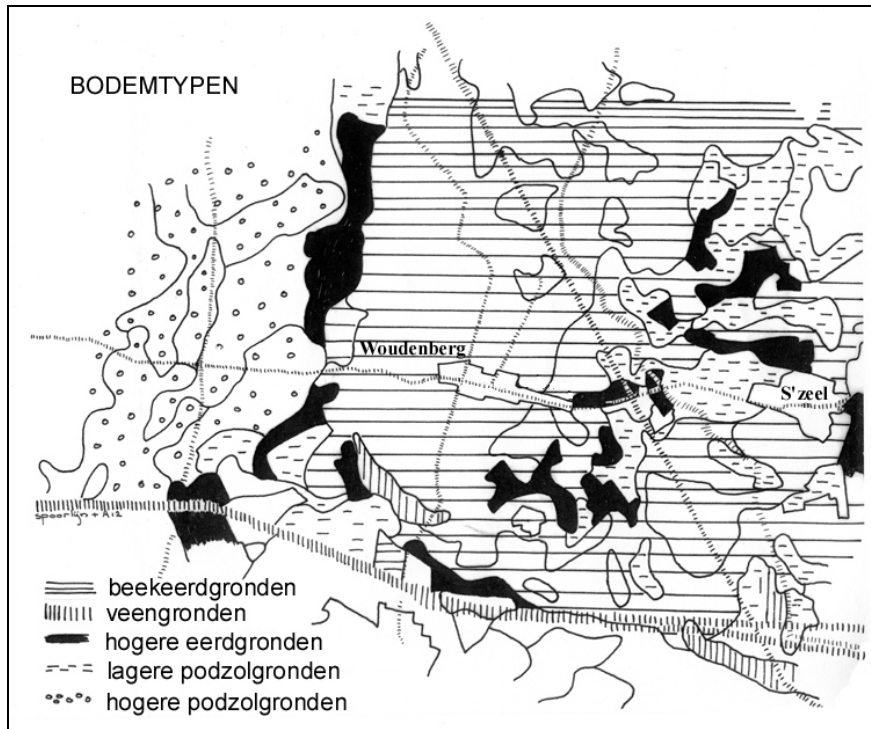 BODEMTYPEN
Woudenberg
S'zeel
spoorlijn + A12
beekeerdgronden
veengronden
hogere eerdgronden
lagere podzolgronden
hogere podzolgronden